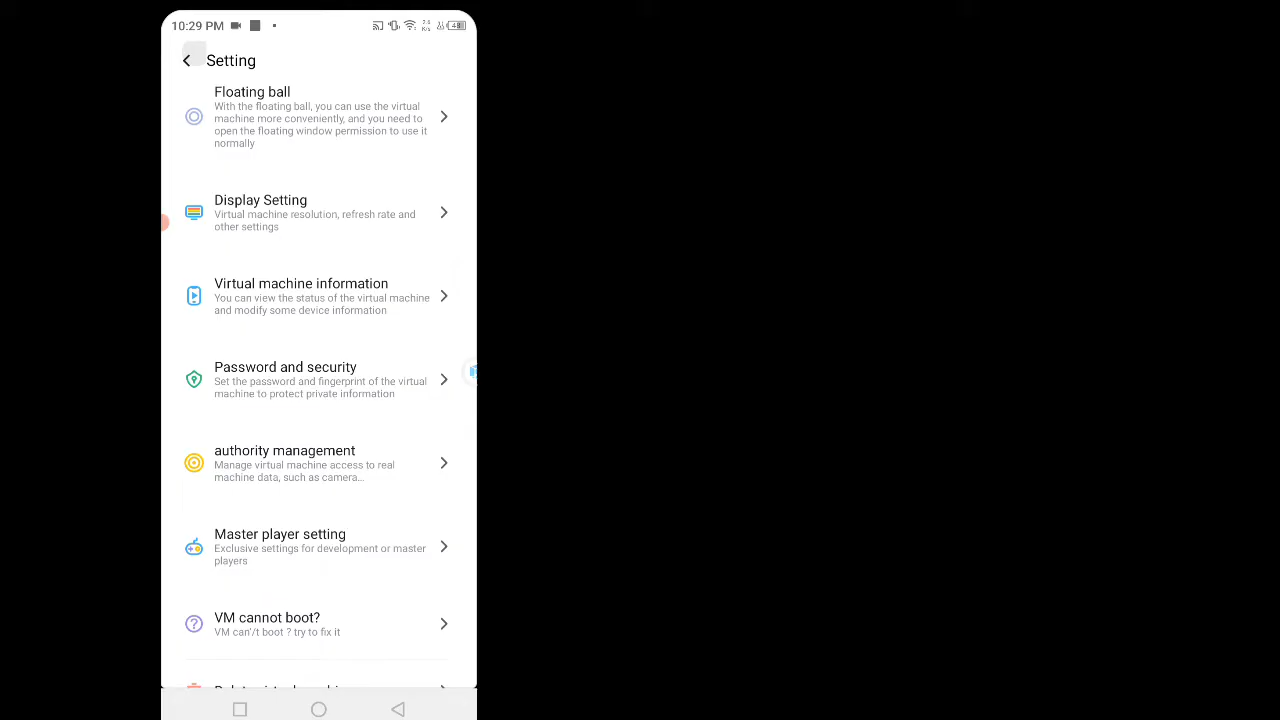 10:29 PM
Setting
Floating ball
With the floating ball, you can use the virtual
machine more conveniently, and you need to
open the floating window permission to use it
normally
Display Setting
Virtual machine resolution, refresh rate and
other settings
Virtual machine information
You can view the status of the virtual machine
and modify some device information
Password and security
Set the password and fingerprint of the virtual
machine to protect private information
authority management
Manage virtual machine access to real
machine data, such as camera...
Master player setting
Exclusive settings for development or master
players
VM cannot boot?
VM can'/t boot ? try to fix it